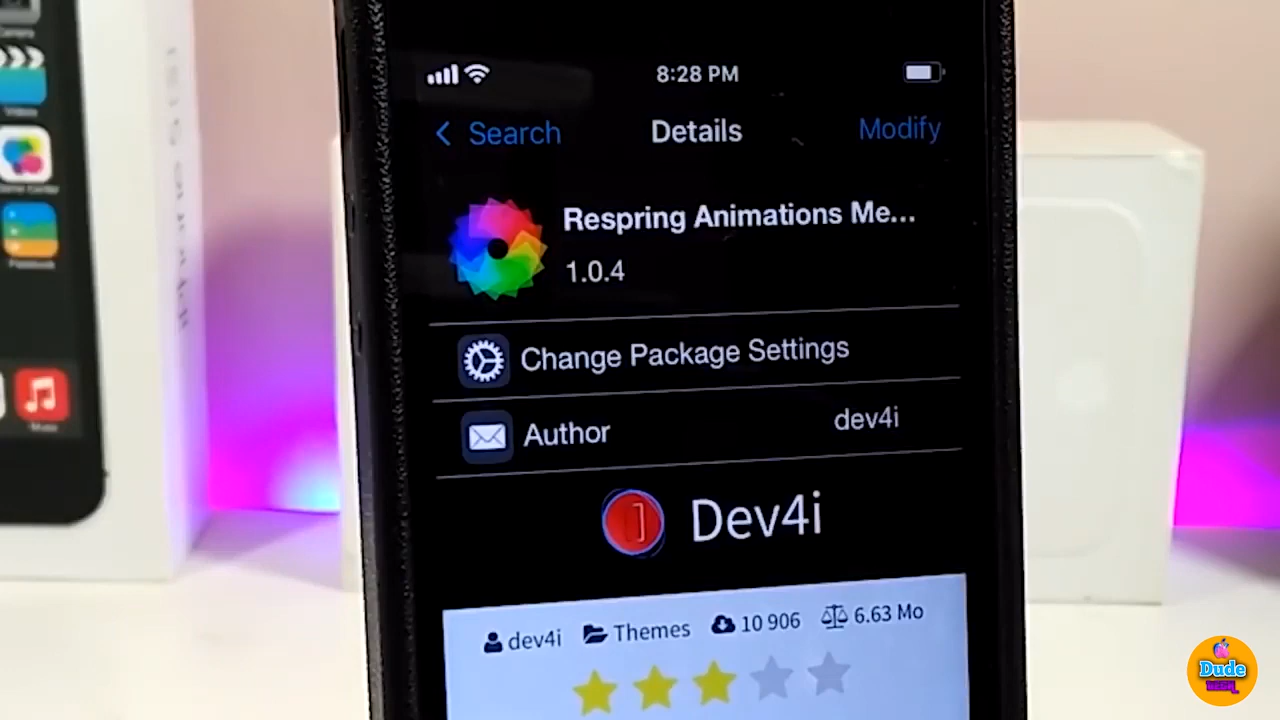 8:28 PM
Search
Details
Modify
Respring Animations Me...
1.0.4
Change Package Settings
Author
dev4i
Dev4i
dev4i
Themes
10 906
6.63 Mo
Music
Dude